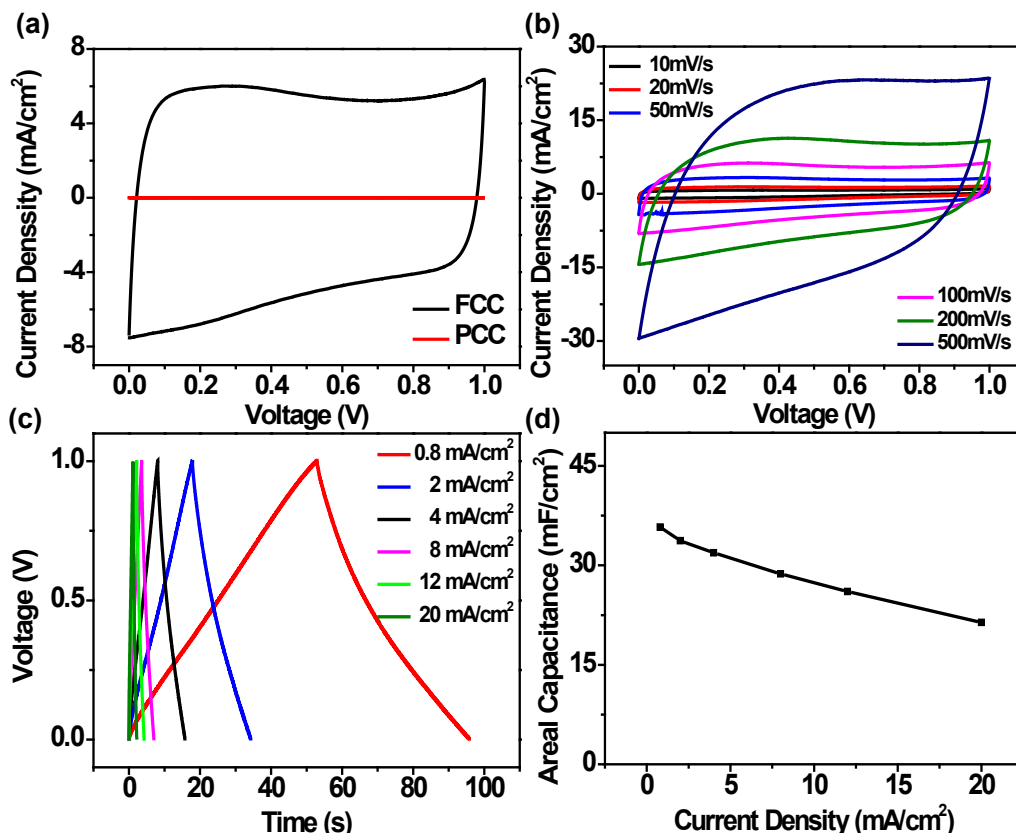 (a)
Current Denssity (mA/cm²)
8
4
0
-4
-8
FCC
PCC
0.0 0.2 0.4 0.6 0.8 1.0
Voltage (V)
(b)
Current Denssity (mA/cm²)
30
15
0
-15
-30
10mV/s
20mV/s
50mV/s
100mV/s
200mV/s
500mV/s
0.0 0.2 0.4 0.6 0.8 1.0
Voltage (V)
(c)
Voltage (V)
1.0
0.5
0.0
0.8 mA/cm²
2 mA/cm²
4 mA/cm²
8 mA/cm²
12 mA/cm²
20 mA/cm²
0 20 40 60 80 100
Time (s)
(d)
Areal Capacitance (mF/cm²)
45
30
15
0
0 5 10 15 20
Current Density (mA/cm²)